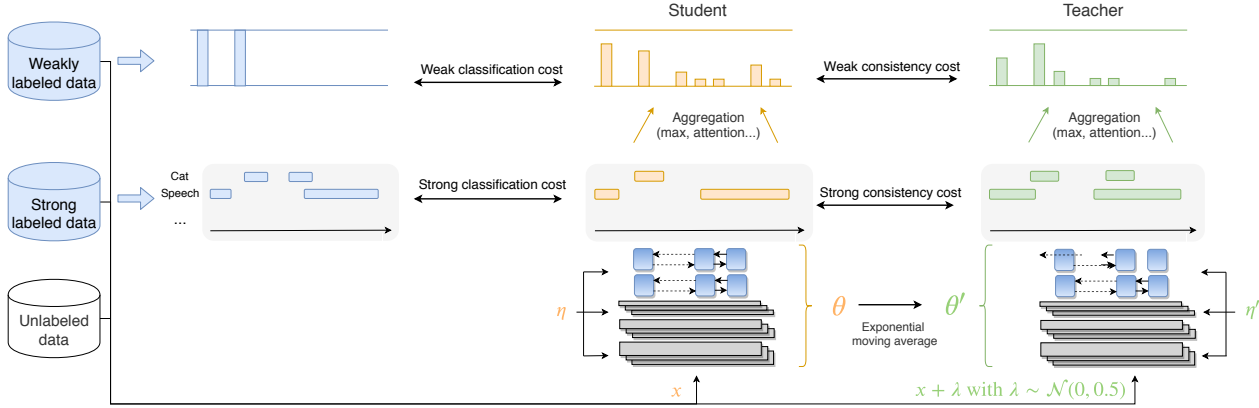 Student
Teacher
Weakly
labeled data
Weak classification cost
Weak consistency cost
Aggregation
(max, attention...)
Aggregation
(max, attention...)
Strong
labeled data
Cat
Speech
...
Strong classification cost
Strong consistency cost
Unlabeled
data
η
θ
Exponential
moving average
θ′
η′
x
x + λ with λ ∼ 𝒩(0, 0.5)